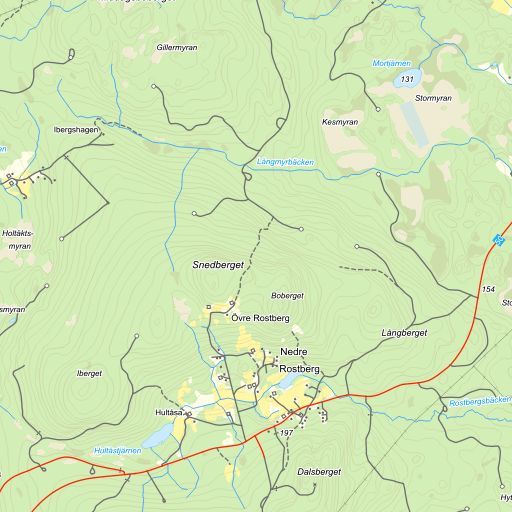 Gillermyran
Mortjärnen
131
Stormyran
Kesmyran
Ibergshagen
Långmyrbäcken
Holtäkts-
myran
Snedberget
154
Boberget
Övre Rostberg
Långberget
Nedre
Rostberg
Iberget
Rostbergsbäcken
Hultåsa
197
Hultåstjärnen
Dalsberget